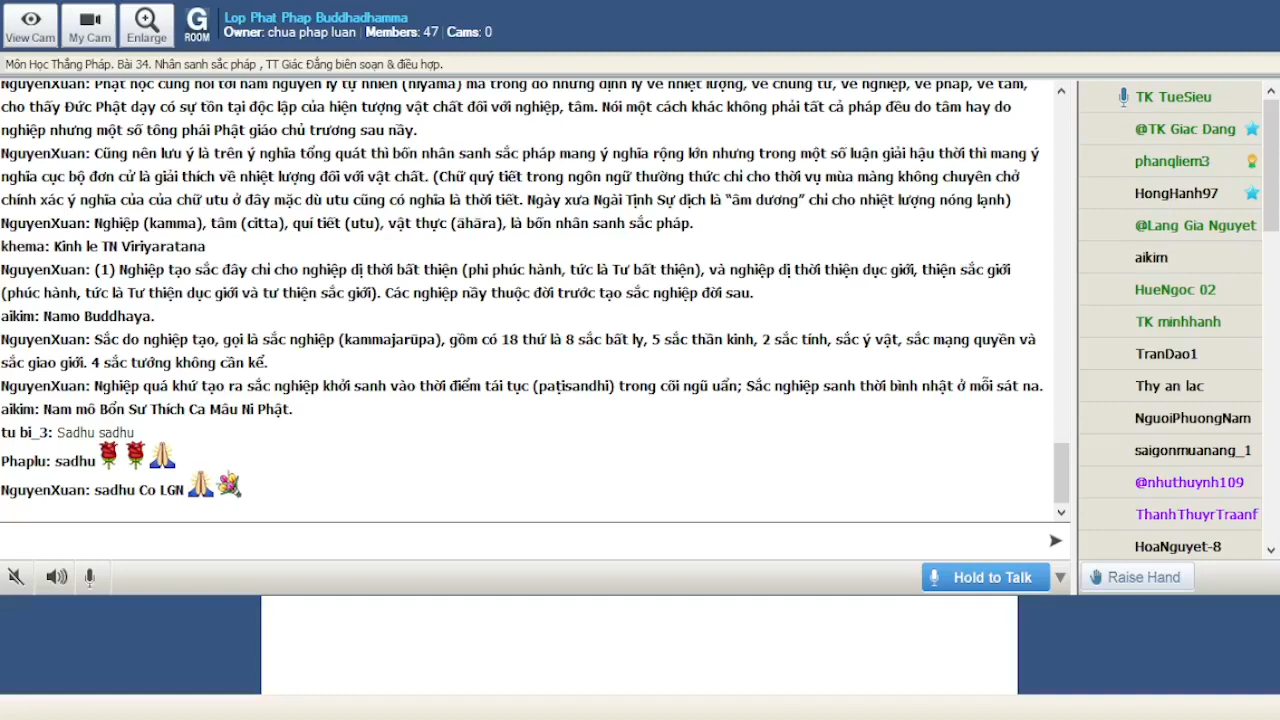 View Cam
My Cam
Enlarge
G
ROOM
Lop Phat Phap Buddhadhamma
Owner: chua phap luan | Members: 47 | Cams: 0
Môn Học Thắng Pháp. Bài 34. Nhân sanh sắc pháp , TT Giác Đẳng biên soạn & điều hợp.
NguyenXuan: Phật học cũng nói tới năm nguyên lý tự nhiên (niyāma) mà trong đó những định lý về nhiệt lượng, về chủng tử, về nghiệp, về pháp, về tâm,
cho thấy Đức Phật dạy có sự tồn tại độc lập của hiện tượng vật chất đối với nghiệp, tâm. Nói một cách khác không phải tất cả pháp đều do tâm hay do
nghiệp nhưng một số tông phái Phật giáo chủ trương sau nầy.
NguyenXuan: Cũng nên lưu ý là trên ý nghĩa tổng quát thì bốn nhân sanh sắc pháp mang ý nghĩa rộng lớn nhưng trong một số luận giải hậu thời thì mang ý
nghĩa cục bộ đơn cử là giải thích về nhiệt lượng đối với vật chất. (Chữ quý tiết trong ngôn ngữ thường thức chỉ cho thời vụ mùa màng không chuyên chở
chính xác ý nghĩa của của chữ utu ở đây mặc dù utu cũng có nghĩa là thời tiết. Ngày xưa Ngài Tịnh Sự dịch là “âm dương” chỉ cho nhiệt lượng nóng lạnh)
NguyenXuan: Nghiệp (kamma), tâm (citta), quí tiết (utu), vật thực (āhāra), là bốn nhân sanh sắc pháp.
khema: Kinh le TN Viriyaratana
NguyenXuan: (1) Nghiệp tạo sắc đây chỉ cho nghiệp dị thời bất thiện (phi phúc hành, tức là Tư bất thiện), và nghiệp dị thời thiện dục giới, thiện sắc giới
(phúc hành, tức là Tư thiện dục giới và tư thiện sắc giới). Các nghiệp nầy thuộc đời trước tạo sắc nghiệp đời sau.
aikim: Namo Buddhaya.
NguyenXuan: Sắc do nghiệp tạo, gọi là sắc nghiệp (kammajarūpa), gồm có 18 thứ là 8 sắc bất ly, 5 sắc thần kinh, 2 sắc tính, sắc ý vật, sắc mạng quyền và
sắc giao giới. 4 sắc tướng không cần kể.
NguyenXuan: Nghiệp quá khứ tạo ra sắc nghiệp khởi sanh vào thời điểm tái tục (paṭisandhi) trong cõi ngũ uẩn; Sắc nghiệp sanh thời bình nhật ở mỗi sát na.
aikim: Nam mô Bổn Sư Thích Ca Mâu Ni Phật.
tu bi_3: Sadhu sadhu
Phaplu: sadhu
NguyenXuan: sadhu Co LGN
Hold to Talk
TK TueSieu
@TK Giac Dang
phanqliem3
HongHanh97
@Lang Gia Nguyet
aikim
HueNgoc 02
TK minhhanh
TranDao1
Thy an lac
NguoiPhuongNam
saigonmuanang_1
@nhuthuynh109
ThanhThuyrTraanf
HoaNguyet-8
Raise Hand